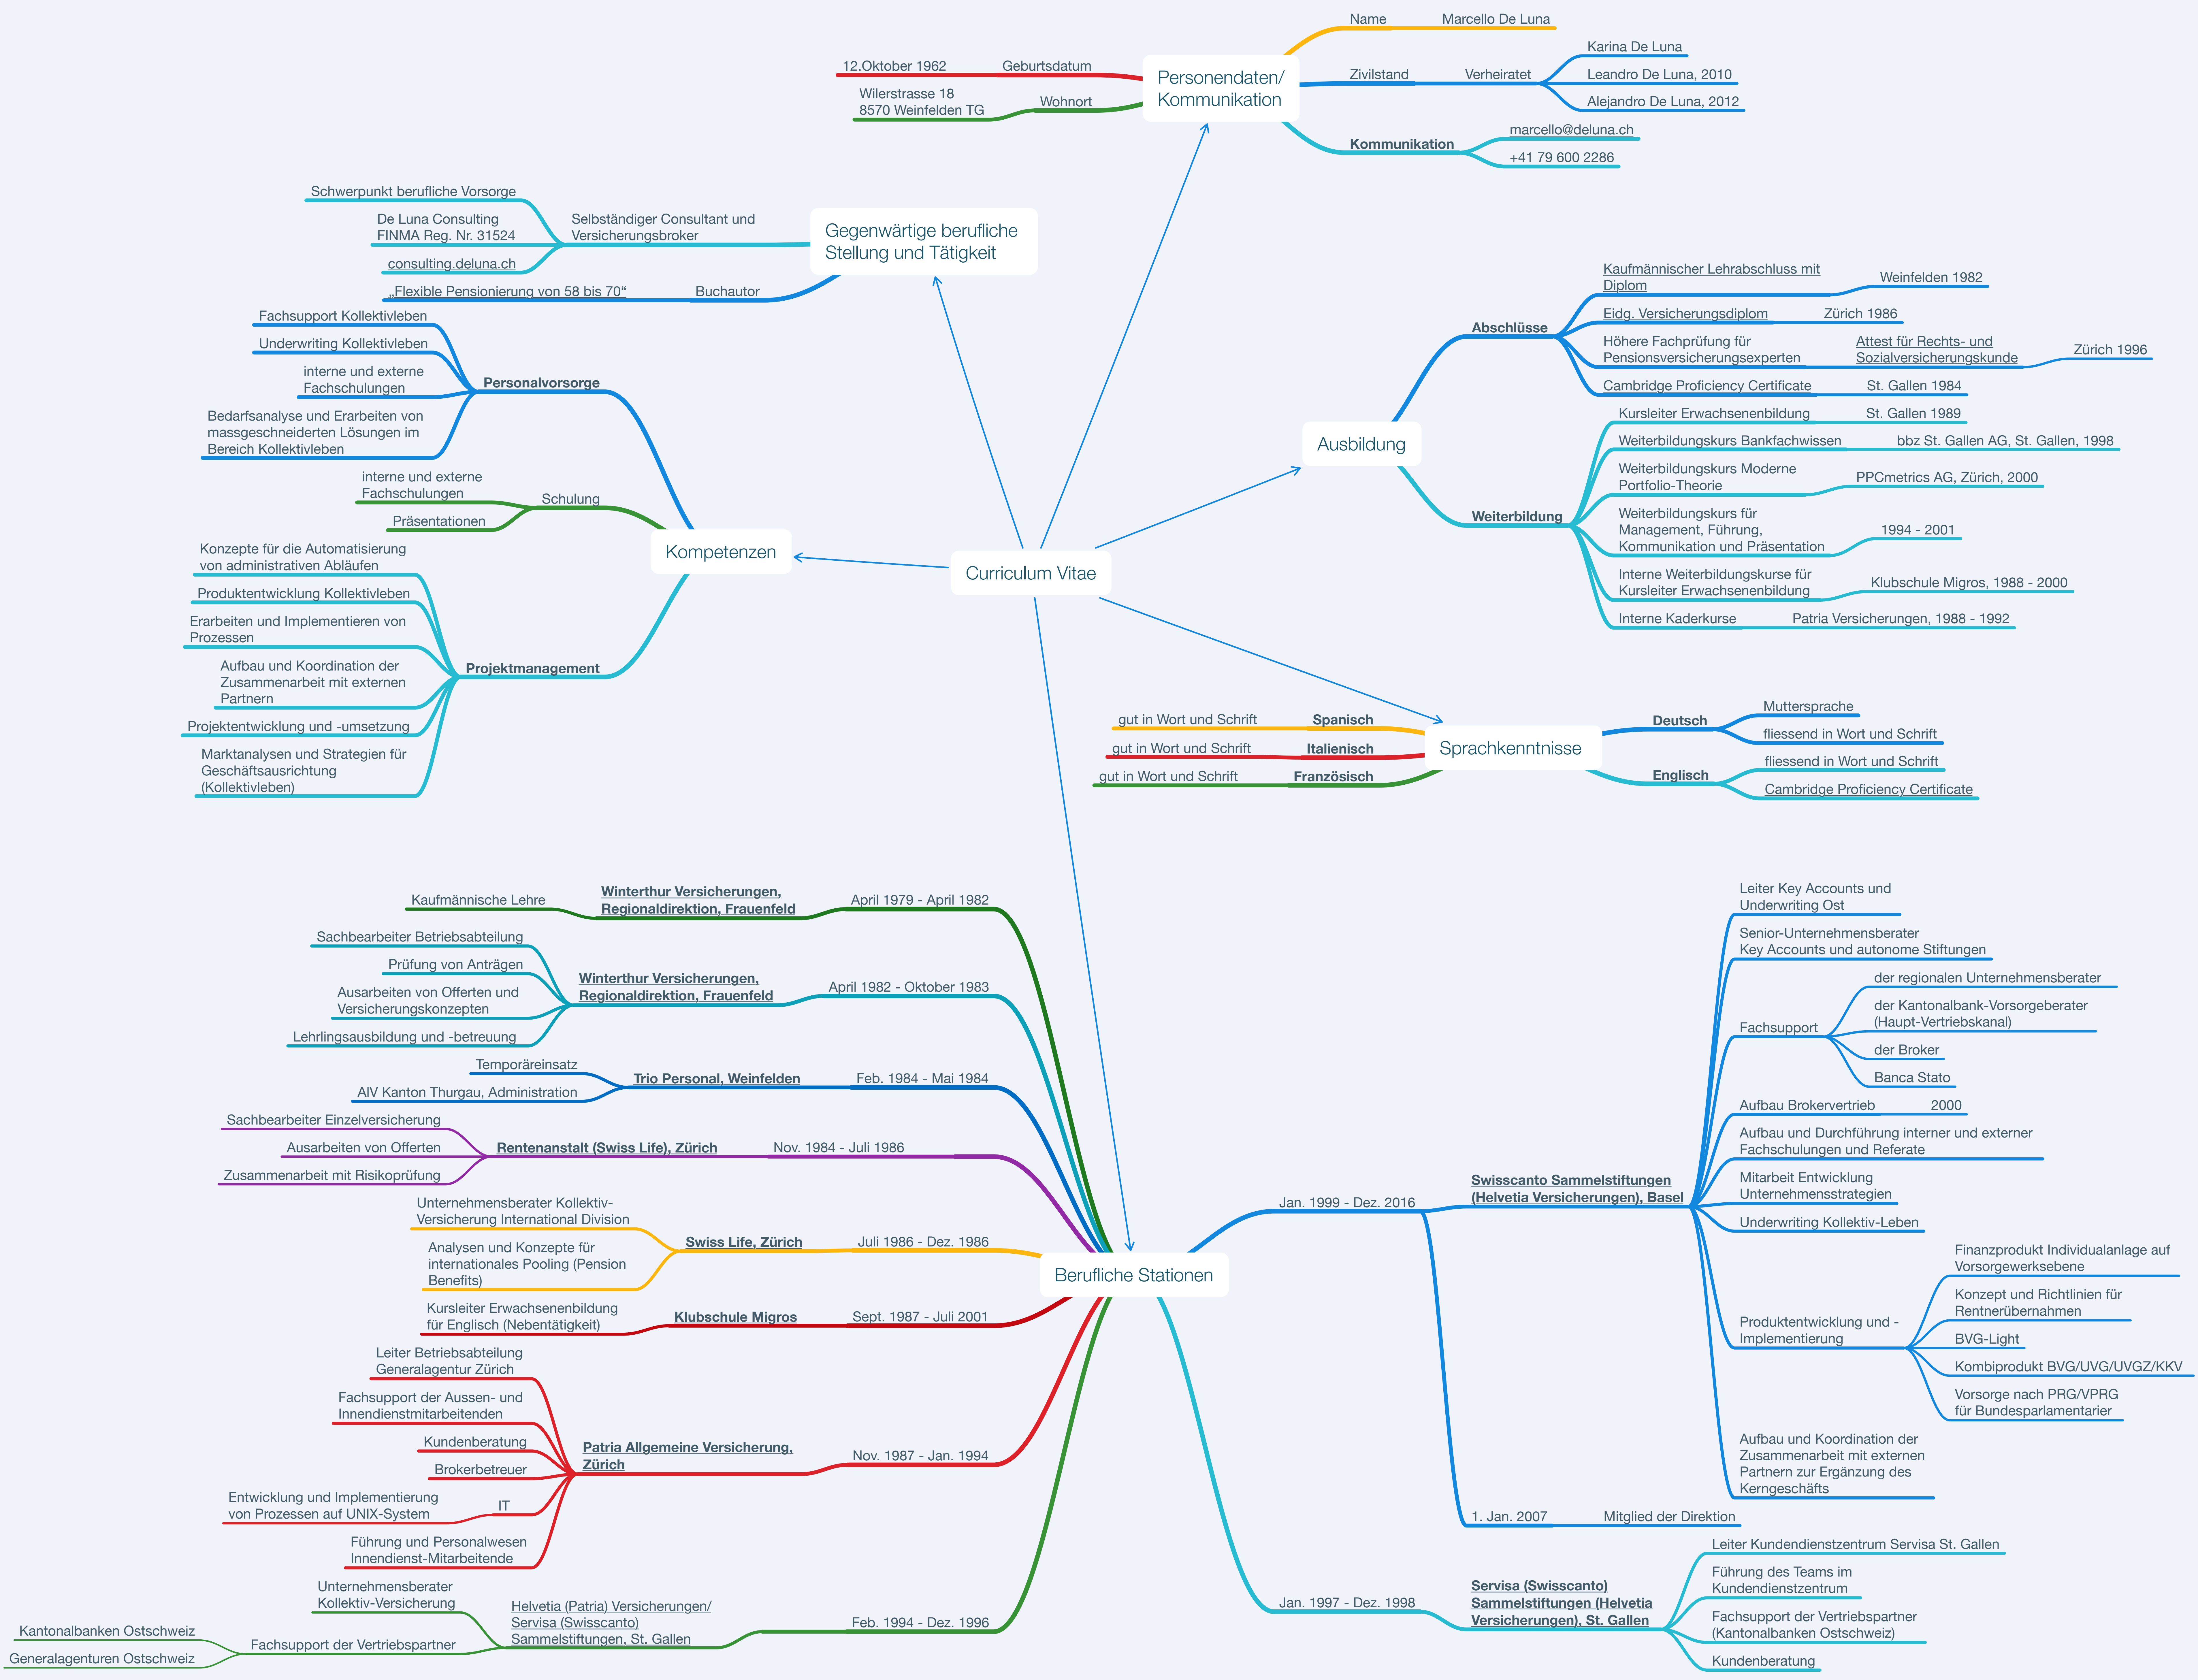 Curriculum Vitae
Personendaten/
Kommunikation
Name
Marcello De Luna
Geburtsdatum
12.Oktober 1962
Wohnort
Wilerstrasse 18
8570 Weinfelden TG
Zivilstand
Verheiratet
Karina De Luna
Leandro De Luna, 2010
Alejandro De Luna, 2012
Kommunikation
marcello@deluna.ch
+41 79 600 2286
Gegenwärtige berufliche
Stellung und Tätigkeit
Selbständiger Consultant und
Versicherungsbroker
Schwerpunkt berufliche Vorsorge
De Luna Consulting
FINMA Reg. Nr. 31524
consulting.deluna.ch
Buchautor
„Flexible Pensionierung von 58 bis 70“
Ausbildung
Abschlüsse
Kaufmännischer Lehrabschluss mit
Diplom
Weinfelden 1982
Eidg. Versicherungsdiplom
Zürich 1986
Höhere Fachprüfung für
Pensionsversicherungsexperten
Attest für Rechts- und
Sozialversicherungskunde
Zürich 1996
Cambridge Proficiency Certificate
St. Gallen 1984
Weiterbildung
Kursleiter Erwachsenenbildung
St. Gallen 1989
Weiterbildungskurs Bankfachwissen
bbz St. Gallen AG, St. Gallen, 1998
Weiterbildungskurs Moderne
Portfolio-Theorie
PPCmetrics AG, Zürich, 2000
Weiterbildungskurs für
Management, Führung,
Kommunikation und Präsentation
1994 - 2001
Interne Weiterbildungskurse für
Kursleiter Erwachsenenbildung
Klubschule Migros, 1988 - 2000
Interne Kaderkurse
Patria Versicherungen, 1988 - 1992
Kompetenzen
Personalvorsorge
Fachsupport Kollektivleben
Underwriting Kollektivleben
interne und externe
Fachschulungen
Bedarfsanalyse und Erarbeiten von
massgeschneiderten Lösungen im
Bereich Kollektivleben
Schulung
interne und externe
Fachschulungen
Präsentationen
Projektmanagement
Konzepte für die Automatisierung
von administrativen Abläufen
Produktentwicklung Kollektivleben
Erarbeiten und Implementieren von
Prozessen
Aufbau und Koordination der
Zusammenarbeit mit externen
Partnern
Projektentwicklung und -umsetzung
Marktanalysen und Strategien für
Geschäftsausrichtung
(Kollektivleben)
Sprachkenntnisse
Spanisch
gut in Wort und Schrift
Italienisch
gut in Wort und Schrift
Französisch
gut in Wort und Schrift
Deutsch
Muttersprache
fliessend in Wort und Schrift
Englisch
fliessend in Wort und Schrift
Cambridge Proficiency Certificate
Berufliche Stationen
April 1979 - April 1982
Winterthur Versicherungen,
Regionaldirektion, Frauenfeld
Kaufmännische Lehre
April 1982 - Oktober 1983
Winterthur Versicherungen,
Regionaldirektion, Frauenfeld
Sachbearbeiter Betriebsabteilung
Prüfung von Anträgen
Ausarbeiten von Offerten und
Versicherungskonzepten
Lehrlingsausbildung und -betreuung
Feb. 1984 - Mai 1984
Trio Personal, Weinfelden
Temporäreinsatz
AIV Kanton Thurgau, Administration
Nov. 1984 - Juli 1986
Rentenanstalt (Swiss Life), Zürich
Sachbearbeiter Einzelversicherung
Ausarbeiten von Offerten
Zusammenarbeit mit Risikoprüfung
Juli 1986 - Dez. 1986
Swiss Life, Zürich
Unternehmensberater Kollektiv-
Versicherung International Division
Analysen und Konzepte für
internationales Pooling (Pension
Benefits)
Sept. 1987 - Juli 2001
Klubschule Migros
Kursleiter Erwachsenenbildung
für Englisch (Nebentätigkeit)
Nov. 1987 - Jan. 1994
Patria Allgemeine Versicherung,
Zürich
Leiter Betriebsabteilung
Generalagentur Zürich
Fachsupport der Aussen- und
Innendienstmitarbeitenden
Kundenberatung
Brokerbetreuer
IT
Entwicklung und Implementierung
von Prozessen auf UNIX-System
Führung und Personalwesen
Innendienst-Mitarbeitende
Feb. 1994 - Dez. 1996
Helvetia (Patria) Versicherungen/
Servisa (Swisscanto)
Sammelstiftungen, St. Gallen
Unternehmensberater
Kollektiv-Versicherung
Fachsupport der Vertriebspartner
Kantonalbanken Ostschweiz
Generalagenturen Ostschweiz
Jan. 1999 - Dez. 2016
Swisscanto Sammelstiftungen
(Helvetia Versicherungen), Basel
Leiter Key Accounts und
Underwriting Ost
Senior-Unternehmensberater
Key Accounts und autonome Stiftungen
Fachsupport
der regionalen Unternehmensberater
der Kantonalbank-Vorsorgeberater
(Haupt-Vertriebskanal)
der Broker
Banca Stato
Aufbau Brokervertrieb
2000
Aufbau und Durchführung interner und externer
Fachschulungen und Referate
Mitarbeit Entwicklung
Unternehmensstrategien
Underwriting Kollektiv-Leben
Produktentwicklung und -
Implementierung
Finanzprodukt Individualanlage auf
Vorsorgewerksebene
Konzept und Richtlinien für
Rentnerübernahmen
BVG-Light
Kombiprodukt BVG/UVG/UVGZ/KKV
Vorsorge nach PRG/VPRG
für Bundesparlamentarier
Aufbau und Koordination der
Zusammenarbeit mit externen
Partnern zur Ergänzung des
Kerngeschäfts
1. Jan. 2007
Mitglied der Direktion
Jan. 1997 - Dez. 1998
Servisa (Swisscanto)
Sammelstiftungen (Helvetia
Versicherungen), St. Gallen
Leiter Kundendienstzentrum Servisa St. Gallen
Führung des Teams im
Kundendienstzentrum
Fachsupport der Vertriebspartner
(Kantonalbanken Ostschweiz)
Kundenberatung